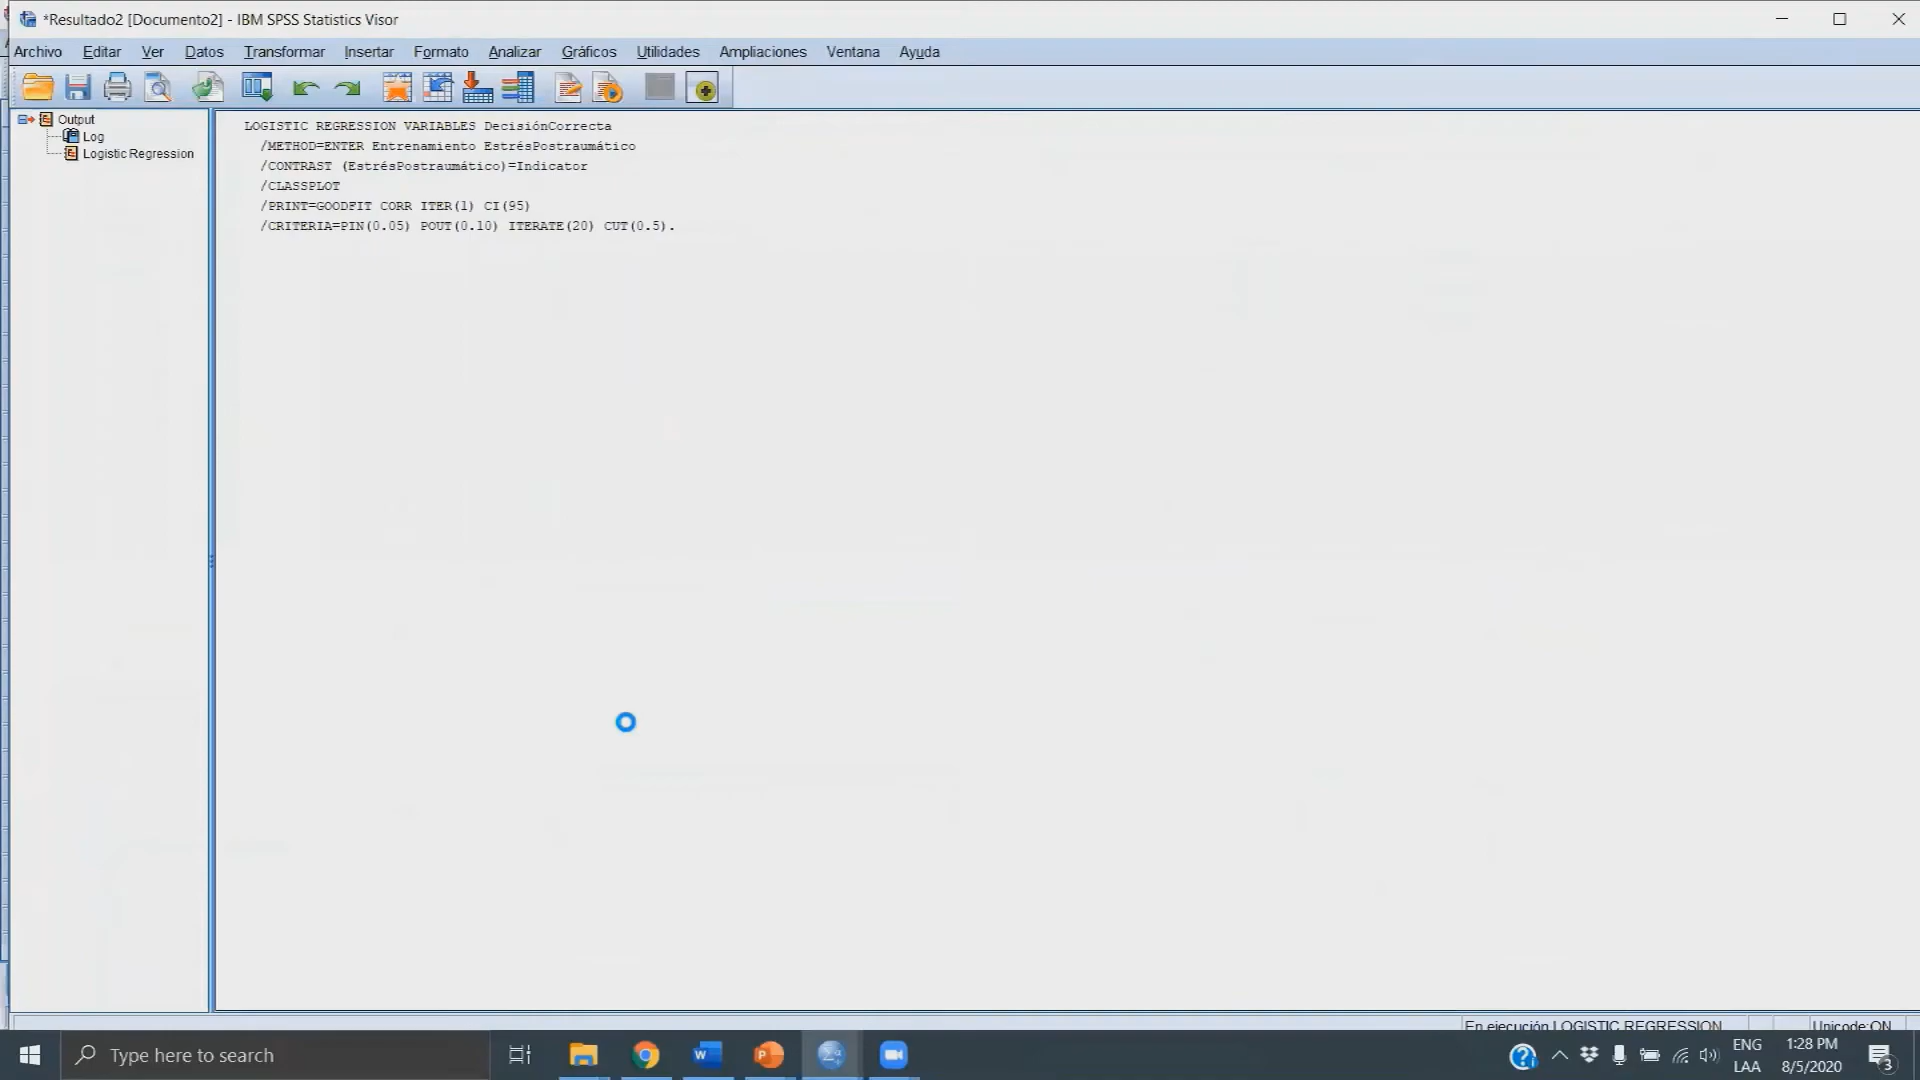 *Resultado2 [Documento2] - IBM SPSS Statistics Visor
Archivo Editar Ver Datos Transformar Insertar Formato Analizar Gráficos Utilidades Ampliaciones Ventana Ayuda
Output
Log
Logistic Regression
LOGISTIC REGRESSION VARIABLES DecisiónCorrecta
/METHOD=ENTER Entrenamiento EstrésPostraumático
/CONTRAST (EstrésPostraumático)=Indicator
/CLASSPLOT
/PRINT=GOODFIT CORR ITER(1) CI(95)
/CRITERIA=PIN(0.05) POUT(0.10) ITERATE(20) CUT(0.5).
En ejecución LOGISTIC REGRESSION
Unicode:ON
Type here to search
ENG
LAA
1:28 PM
8/5/2020
3